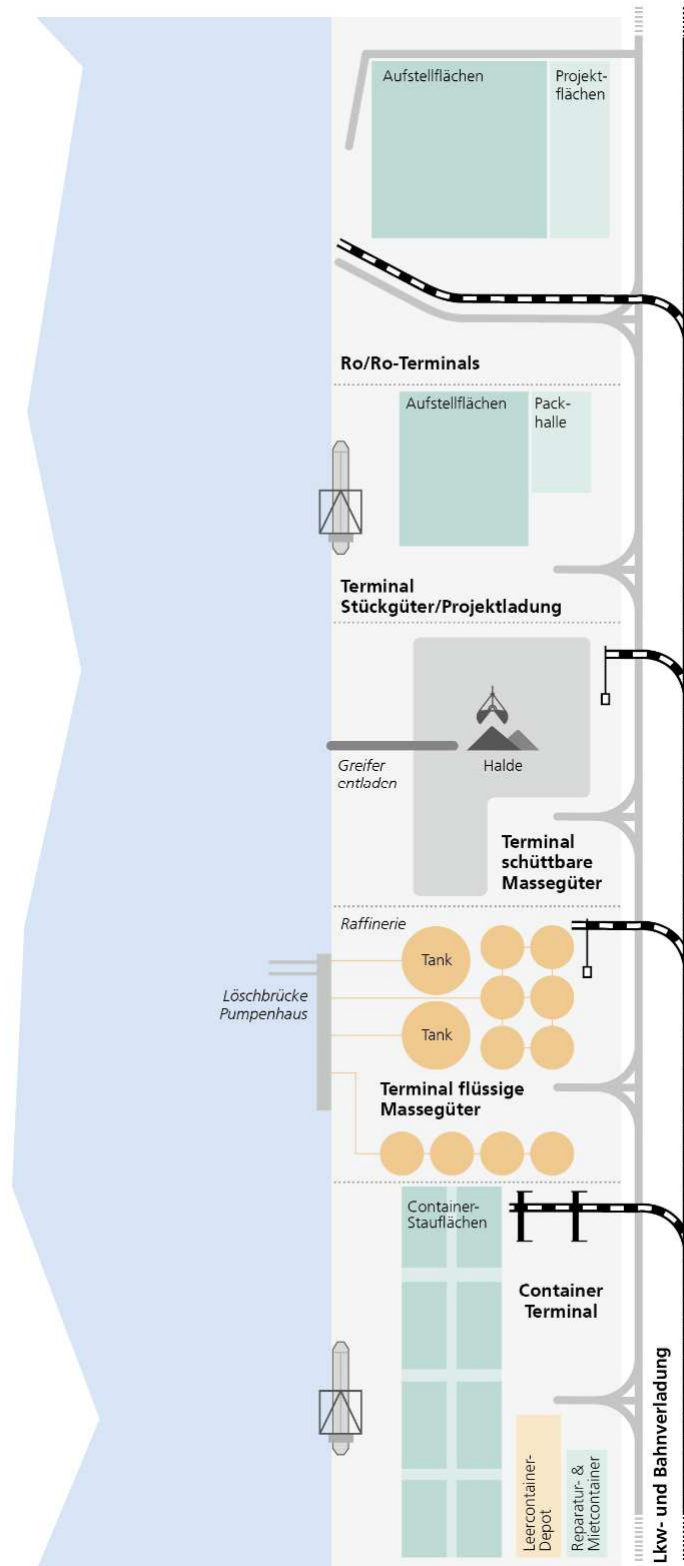 Aufstellflächen
Projekt-
flächen
Ro/Ro-Terminals
Aufstellflächen
Pack-
halle
Terminal
Stückgüter/Projektladung
Greifer
entladen
Halde
Terminal
schüttbare
Massegüter
Raffinerie
Tank
Löschbrücke
Pumpenhaus
Tank
Terminal flüssige
Massegüter
Container-
Stauflächen
Container
Terminal
Leercontainer-
Depot
Reparatur- &
Mietcontainer
Lkw- und Bahnverladung